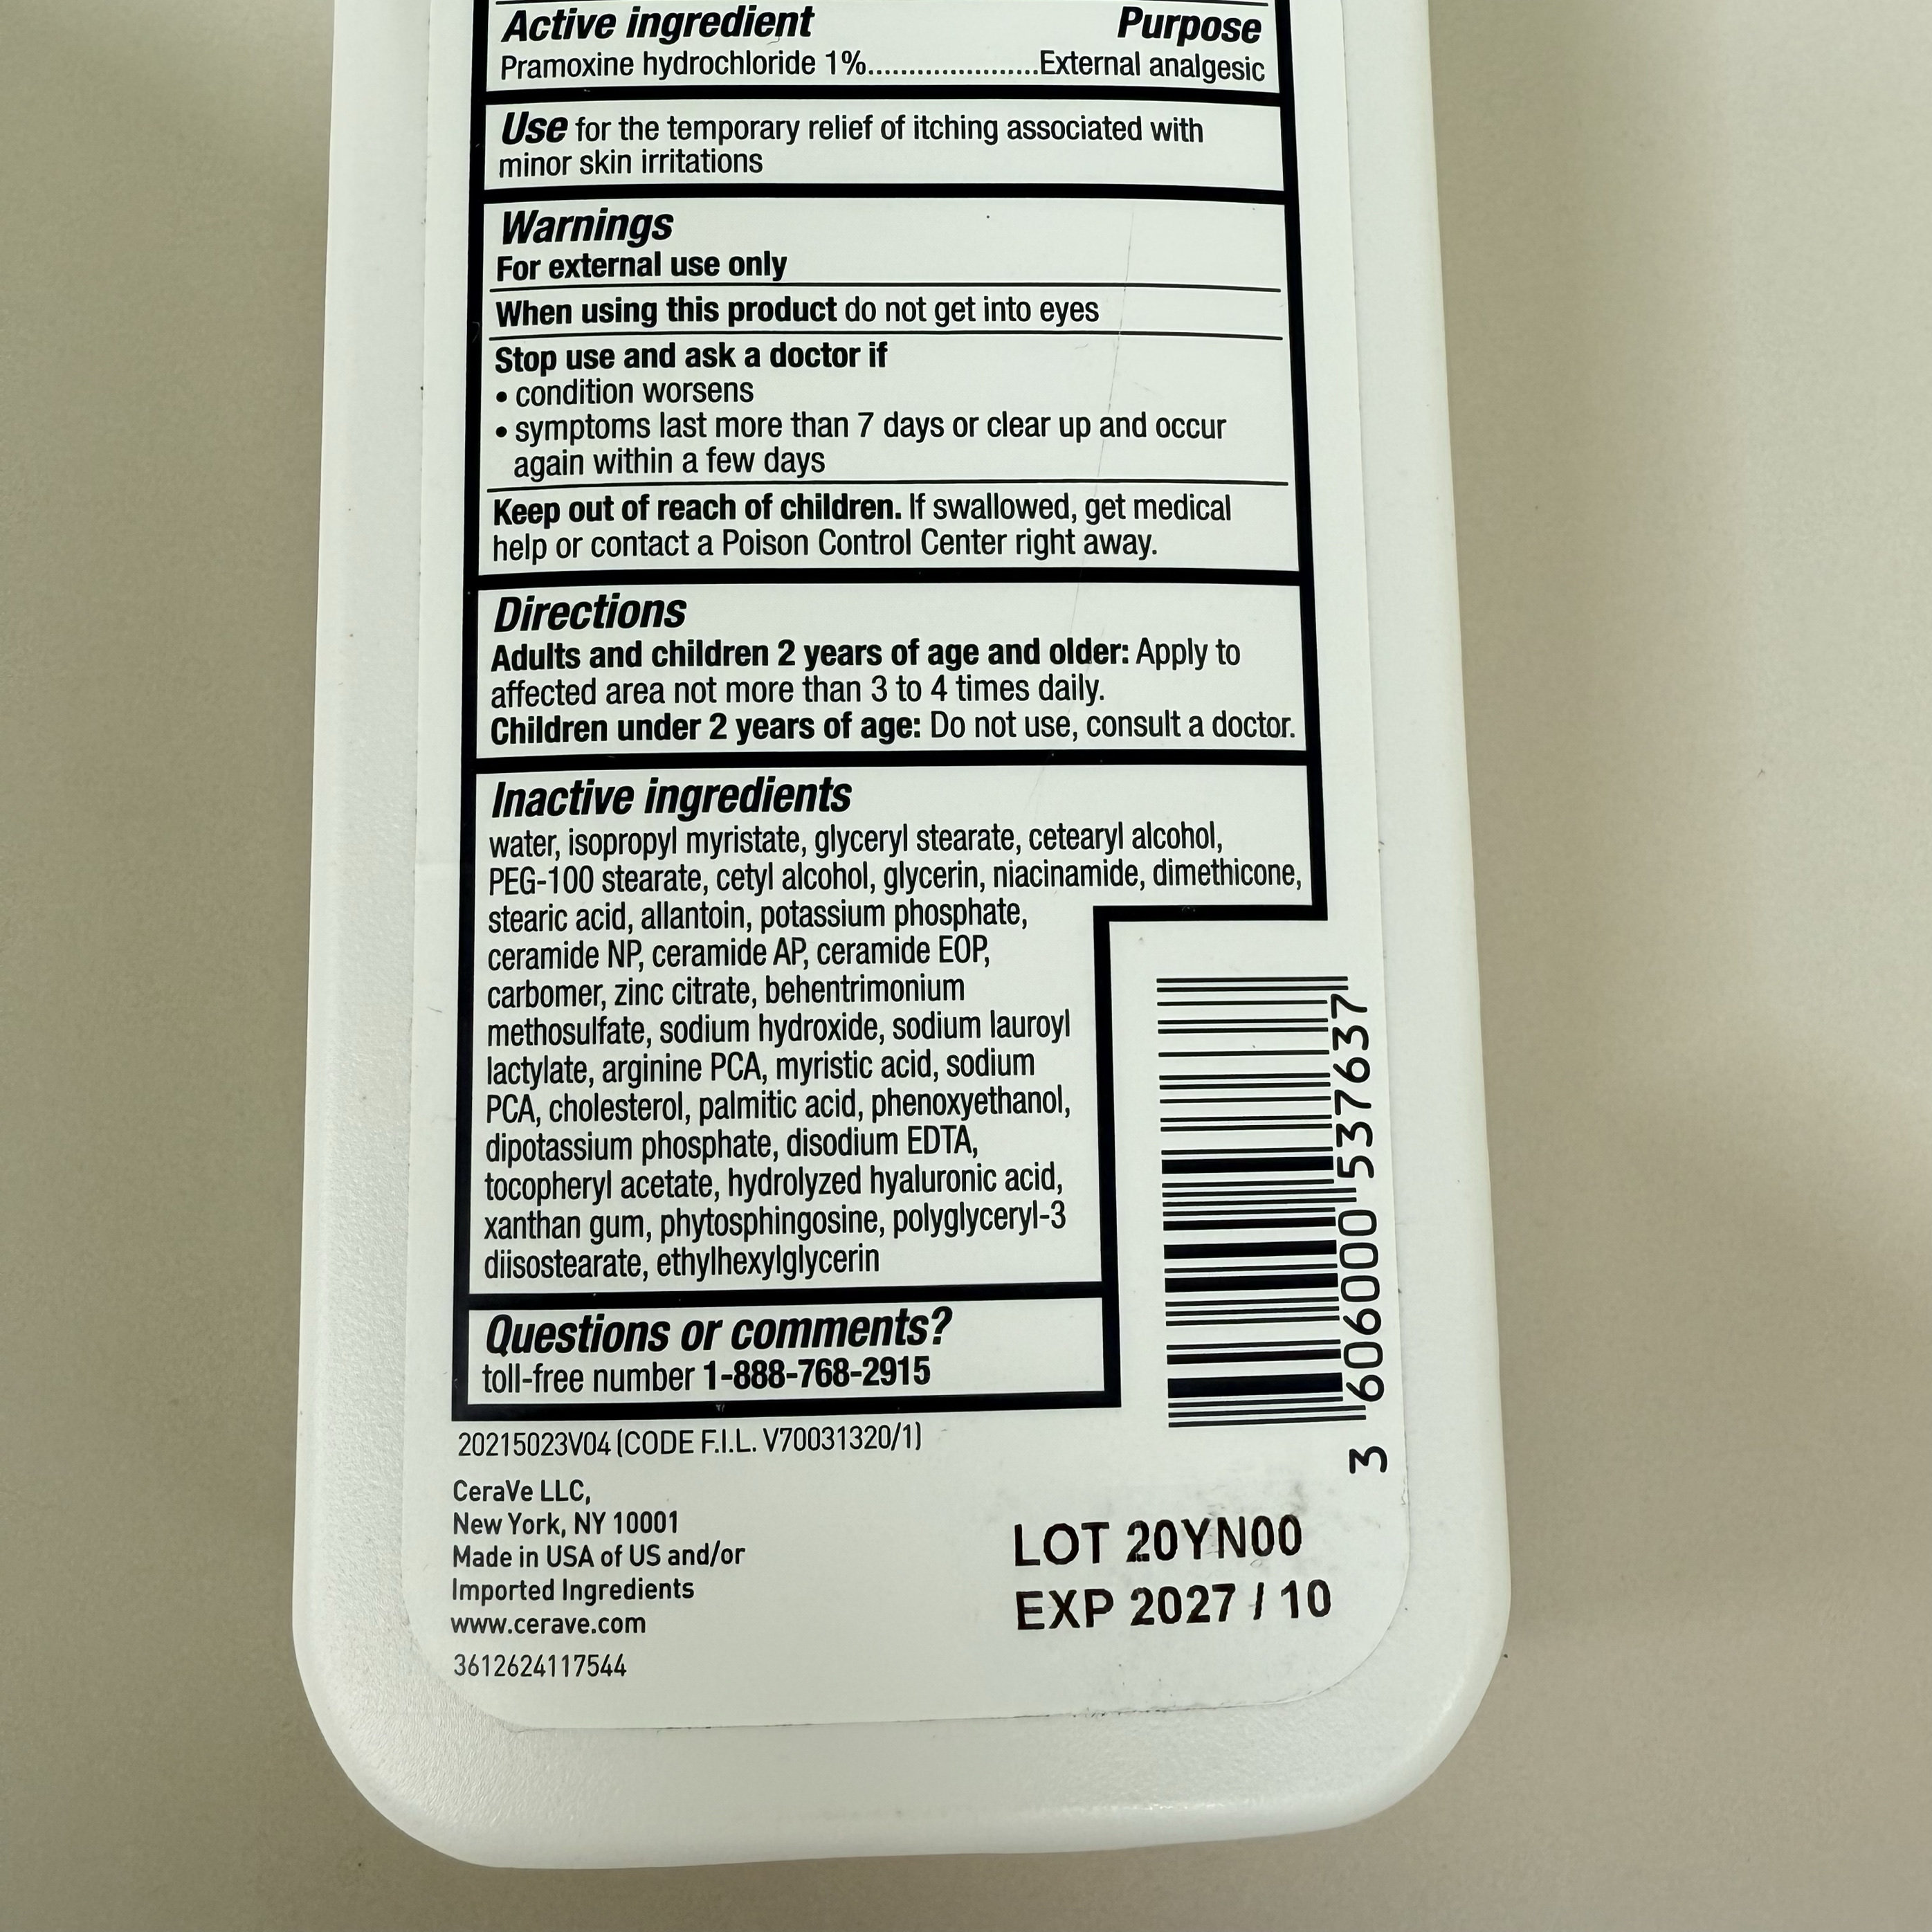 Active ingredient Purpose
Pramoxine hydrochloride 1%.....................External analgesic
Use for the temporary relief of itching associated with
minor skin irritations
Warnings
For external use only
When using this product do not get into eyes
Stop use and ask a doctor if
• condition worsens
• symptoms last more than 7 days or clear up and occur
again within a few days
Keep out of reach of children. If swallowed, get medical
help or contact a Poison Control Center right away.
Directions
Adults and children 2 years of age and older: Apply to
affected area not more than 3 to 4 times daily.
Children under 2 years of age: Do not use, consult a doctor.
Inactive ingredients
water, isopropyl myristate, glyceryl stearate, cetearyl alcohol,
PEG-100 stearate, cetyl alcohol, glycerin, niacinamide, dimethicone,
stearic acid, allantoin, potassium phosphate,
ceramide NP, ceramide AP, ceramide EOP,
carbomer, zinc citrate, behentrimonium
methosulfate, sodium hydroxide, sodium lauroyl
lactylate, arginine PCA, myristic acid, sodium
PCA, cholesterol, palmitic acid, phenoxyethanol,
dipotassium phosphate, disodium EDTA,
tocopheryl acetate, hydrolyzed hyaluronic acid,
xanthan gum, phytosphingosine, polyglyceryl-3
diisostearate, ethylhexylglycerin
Questions or comments?
toll-free number 1-888-768-2915
3 606000 537637
20215023V04 (CODE F.I.L. V70031320/1)
CeraVe LLC,
New York, NY 10001
Made in USA of US and/or
Imported Ingredients
www.cerave.com
3612624117544
LOT 20YN00
EXP 2027 / 10